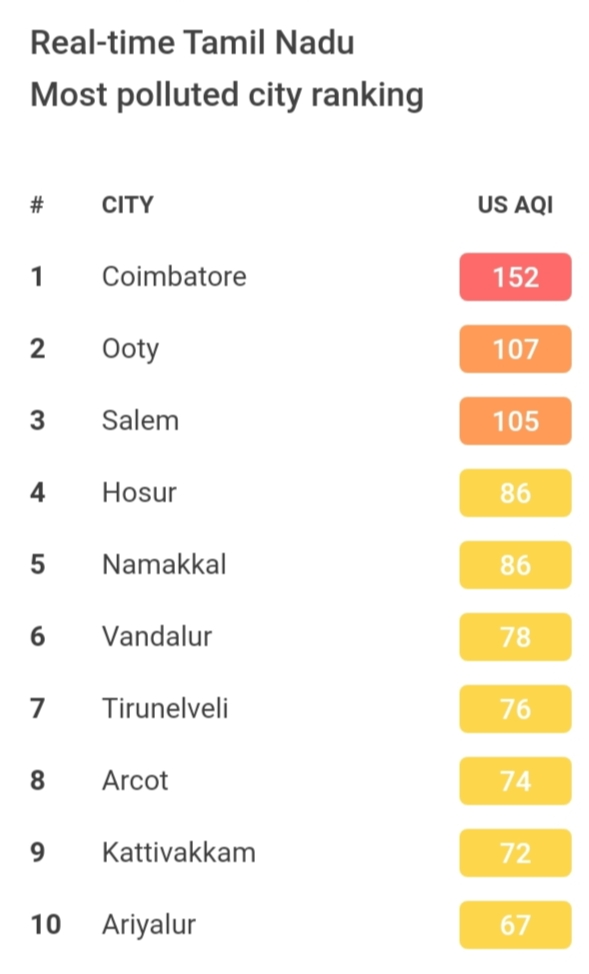 Real-time Tamil Nadu
Most polluted city ranking
# CITY US AQI
1 Coimbatore 152
2 Ooty 107
3 Salem 105
4 Hosur 86
5 Namakkal 86
6 Vandalur 78
7 Tirunelveli 76
8 Arcot 74
9 Kattivakkam 72
10 Ariyalur 67